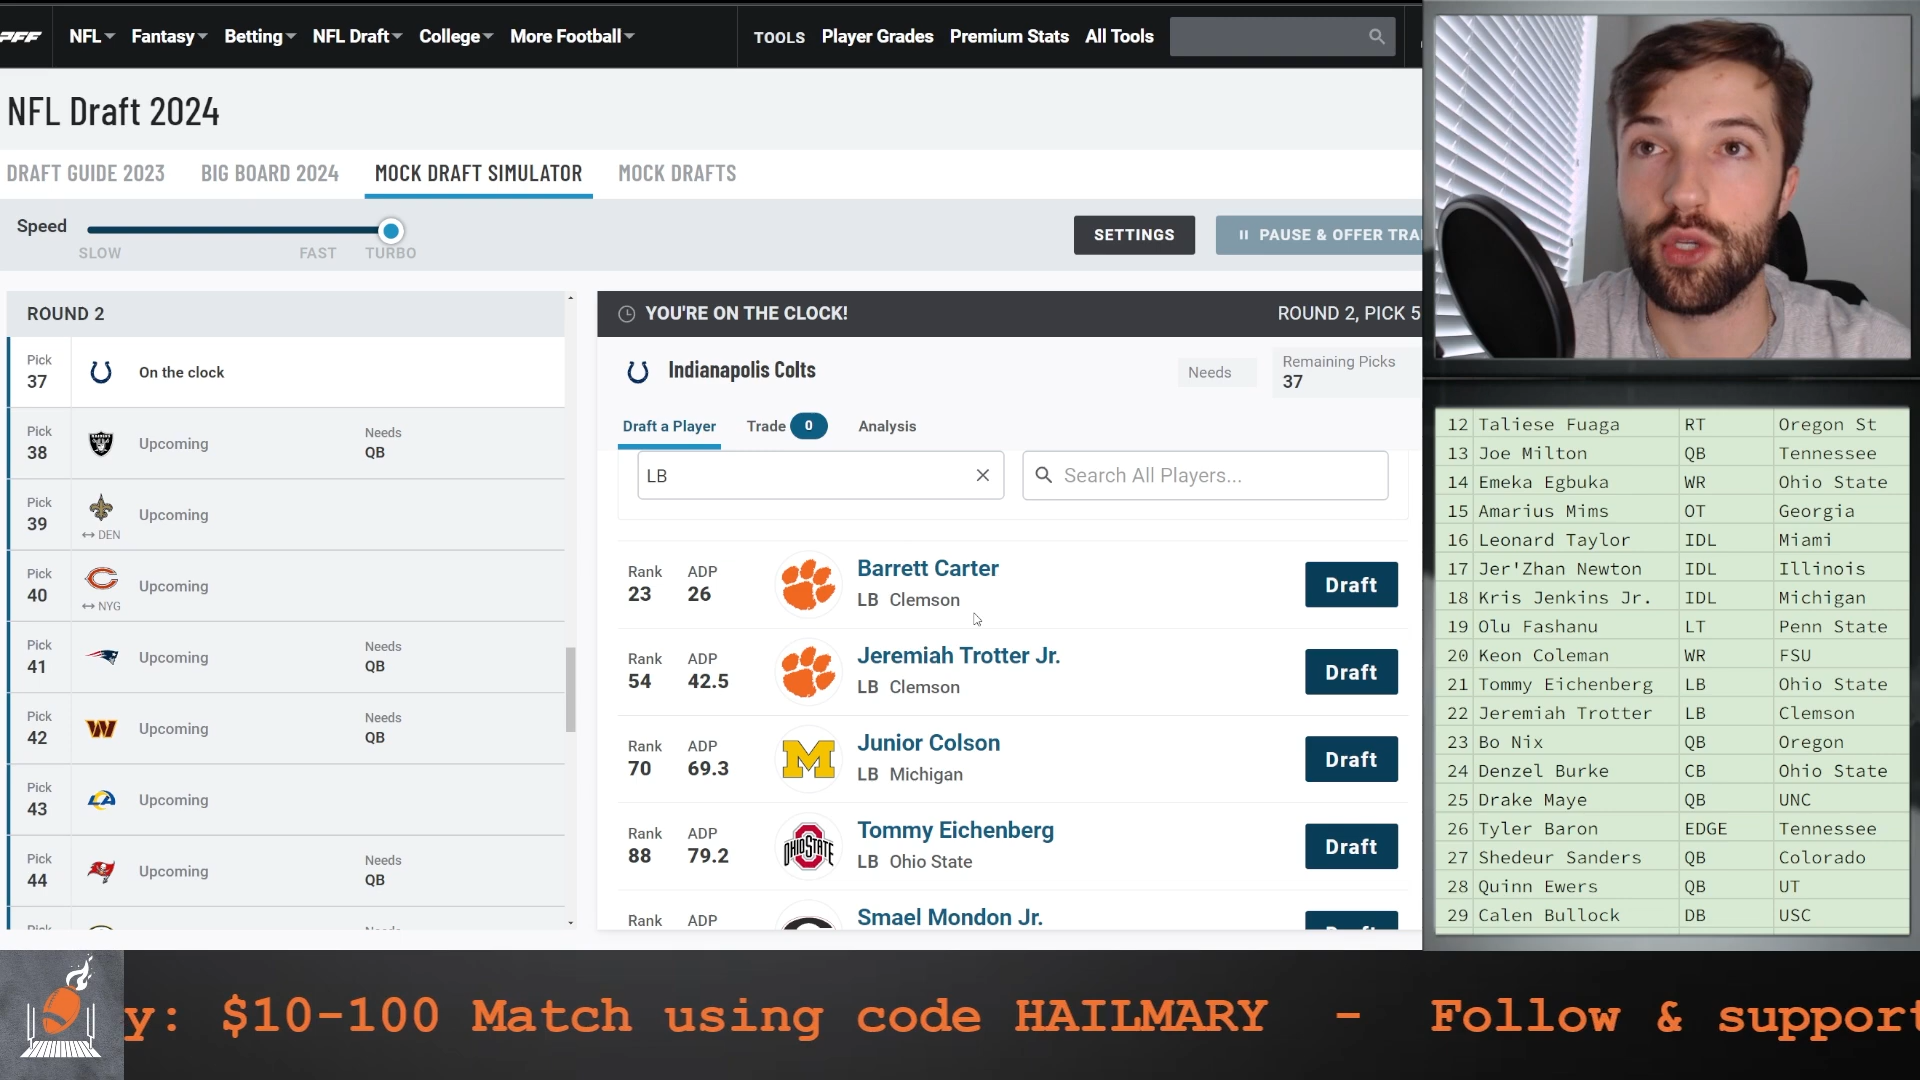 PFF
NFL
Fantasy
Betting
NFL Draft
College
More Football
TOOLS
Player Grades
Premium Stats
All Tools
NFL Draft 2024
DRAFT GUIDE 2023
BIG BOARD 2024
MOCK DRAFT SIMULATOR
MOCK DRAFTS
Speed
SLOW
FAST
TURBO
SETTINGS
PAUSE & OFFER TRA
ROUND 2
Pick
37
On the clock
Pick
38
Upcoming
Needs
QB
Pick
39
↔ DEN
Upcoming
Pick
40
↔ NYG
Upcoming
Pick
41
Upcoming
Needs
QB
Pick
42
Upcoming
Needs
QB
Pick
43
Upcoming
Pick
44
Upcoming
Needs
QB
YOU'RE ON THE CLOCK!
ROUND 2, PICK 5
Indianapolis Colts
Needs
Remaining Picks
37
Draft a Player
Trade 0
Analysis
LB
Search All Players...
Rank
23
ADP
26
Barrett Carter
LB Clemson
Draft
Rank
54
ADP
42.5
Jeremiah Trotter Jr.
LB Clemson
Draft
Rank
70
ADP
69.3
Junior Colson
LB Michigan
Draft
Rank
88
ADP
79.2
Tommy Eichenberg
LB Ohio State
OHIO STATE
Draft
Rank
ADP
Smael Mondon Jr.
12 Taliese Fuaga RT Oregon St
13 Joe Milton QB Tennessee
14 Emeka Egbuka WR Ohio State
15 Amarius Mims OT Georgia
16 Leonard Taylor IDL Miami
17 Jer'Zhan Newton IDL Illinois
18 Kris Jenkins Jr. IDL Michigan
19 Olu Fashanu LT Penn State
20 Keon Coleman WR FSU
21 Tommy Eichenberg LB Ohio State
22 Jeremiah Trotter LB Clemson
23 Bo Nix QB Oregon
24 Denzel Burke CB Ohio State
25 Drake Maye QB UNC
26 Tyler Baron EDGE Tennessee
27 Shedeur Sanders QB Colorado
28 Quinn Ewers QB UT
29 Calen Bullock DB USC
y: $10-100 Match using code HAILMARY - Follow & support